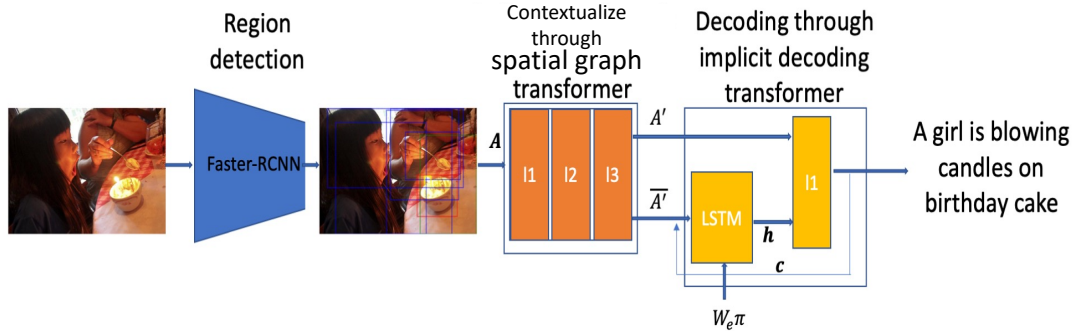 Region
detection
Faster-RCNN
Contextualize
through
spatial graph
transformer
A
l1
l2
l3
A′
A̅′̅
Decoding through
implicit decoding
transformer
LSTM
h
l1
c
Wₑπ
A girl is blowing
candles on
birthday cake